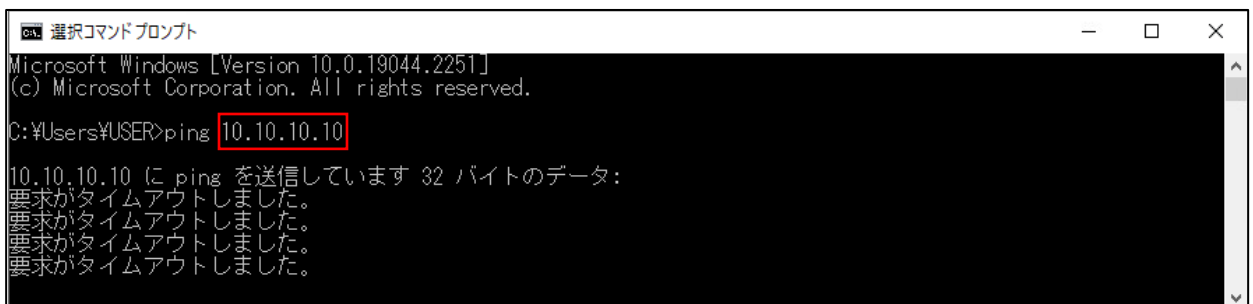 選択コマンド プロンプト
Microsoft Windows [Version 10.0.19044.2251]
(c) Microsoft Corporation. All rights reserved.
C:¥Users¥USER>ping 10.10.10.10
10.10.10.10 に ping を送信しています 32 バイトのデータ:
要求がタイムアウトしました。
要求がタイムアウトしました。
要求がタイムアウトしました。
要求がタイムアウトしました。